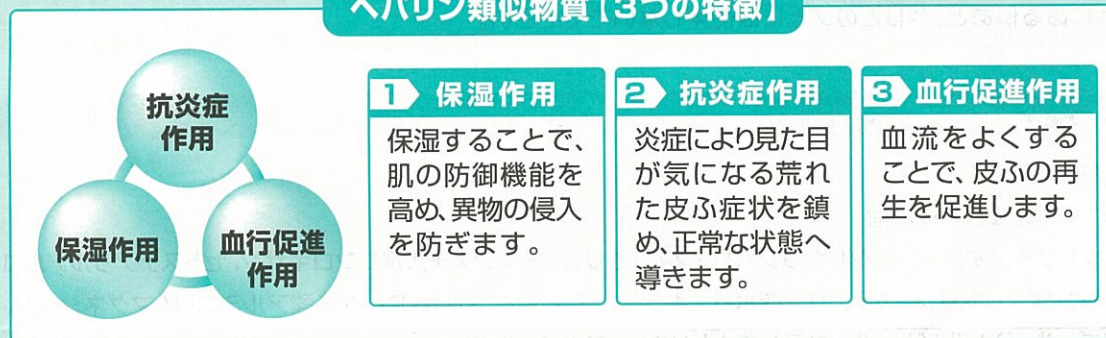 ヘパリン類似物質【3つの特徴】
抗炎症
作用
保湿作用
血行促進
作用
1 保湿作用
保湿することで、
肌の防御機能を
高め、異物の侵入
を防ぎます。
2 抗炎症作用
炎症により見た目
が気になる荒れ
た皮ふ症状を鎮
め、正常な状態へ
導きます。
3 血行促進作用
血流をよくする
ことで、皮ふの再
生を促進します。